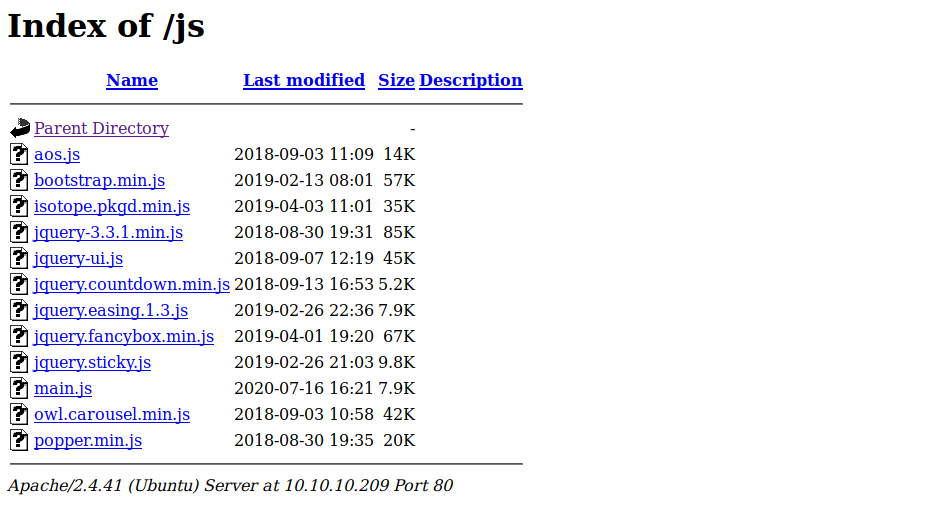 Index of /js
Name Last modified Size Description
Parent Directory -
aos.js 2018-09-03 11:09 14K
bootstrap.min.js 2019-02-13 08:01 57K
isotope.pkgd.min.js 2019-04-03 11:01 35K
jquery-3.3.1.min.js 2018-08-30 19:31 85K
jquery-ui.js 2018-09-07 12:19 45K
jquery.countdown.min.js 2018-09-13 16:53 5.2K
jquery.easing.1.3.js 2019-02-26 22:36 7.9K
jquery.fancybox.min.js 2019-04-01 19:20 67K
jquery.sticky.js 2019-02-26 21:03 9.8K
main.js 2020-07-16 16:21 7.9K
owl.carousel.min.js 2018-09-03 10:58 42K
popper.min.js 2018-08-30 19:35 20K
Apache/2.4.41 (Ubuntu) Server at 10.10.10.209 Port 80